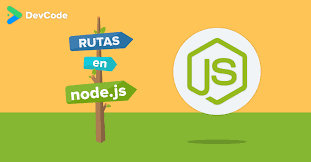 DevCode
RUTAS
en
node.js
JS